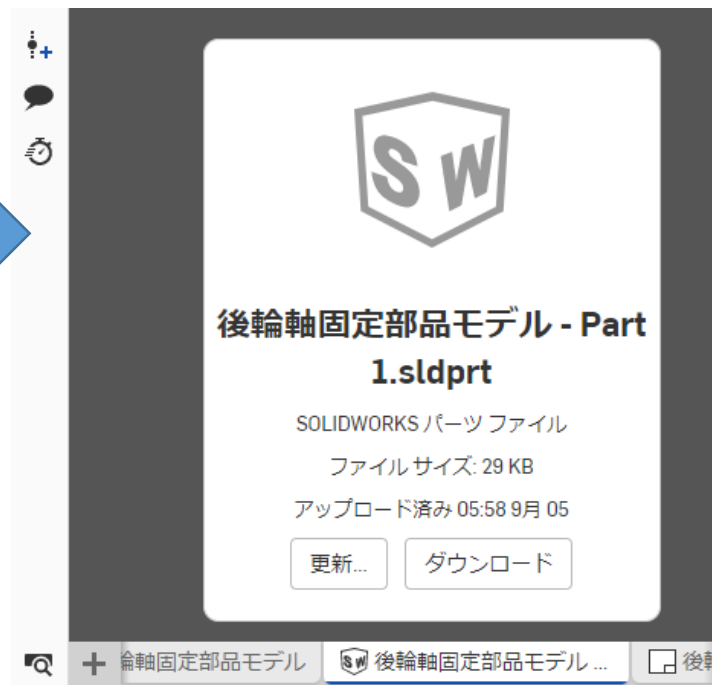 SW
後輪軸固定部品モデル - Part
1.sldprt
SOLIDWORKS パーツ ファイル
ファイル サイズ: 29 KB
アップロード済み 05:58 9月 05
更新...
ダウンロード
輪軸固定部品モデル
SW 後輪軸固定部品モデル ...
後